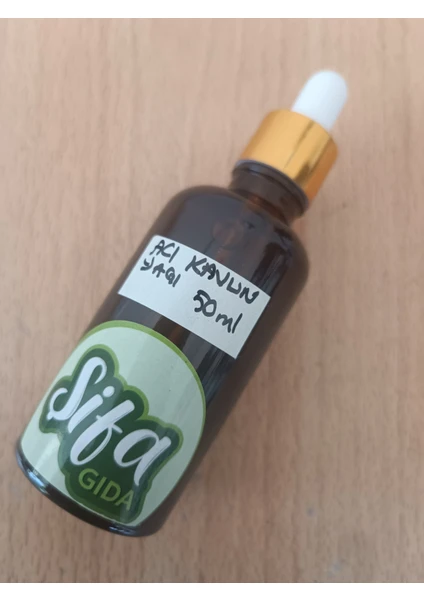 ACI KAVUN
YAĞI
50ml
Şifa
GIDA